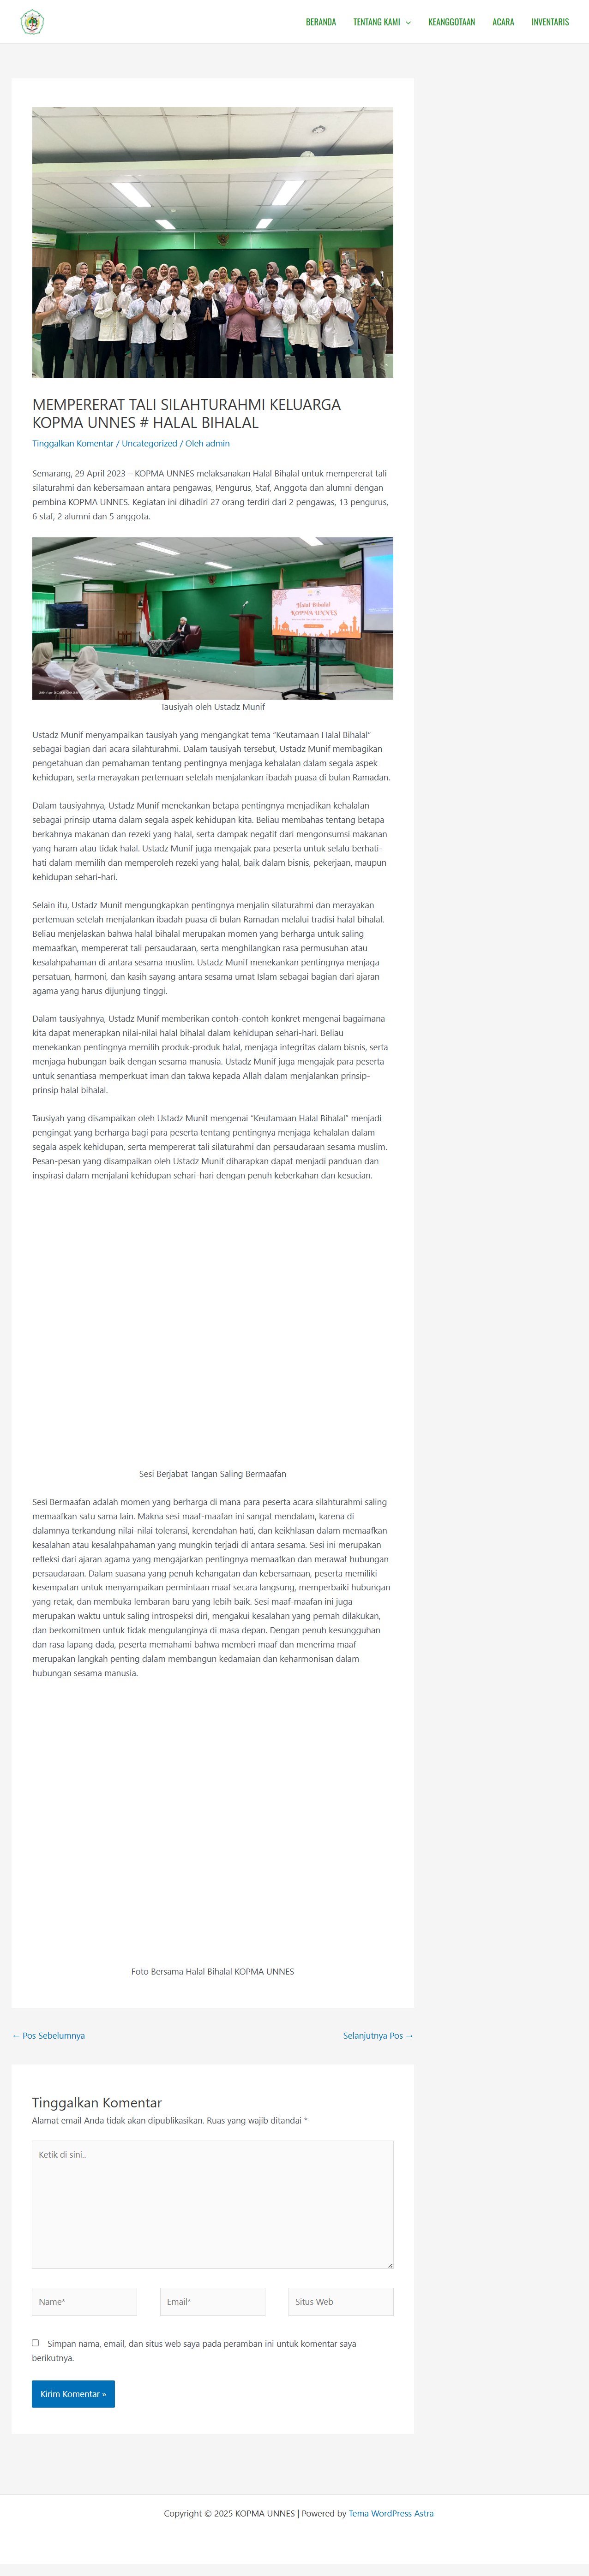 BERANDA TENTANG KAMI KEANGGOTAAN ACARA INVENTARIS
MEMPERERAT TALI SILAHTURAHMI KELUARGA
KOPMA UNNES # HALAL BIHALAL
Tinggalkan Komentar / Uncategorized / Oleh admin
Semarang, 29 April 2023 – KOPMA UNNES melaksanakan Halal Bihalal untuk mempererat tali
silaturahmi dan kebersamaan antara pengawas, Pengurus, Staf, Anggota dan alumni dengan
pembina KOPMA UNNES. Kegiatan ini dihadiri 27 orang terdiri dari 2 pengawas, 13 pengurus,
6 staf, 2 alumni dan 5 anggota.
Halal Bihalal
KOPMA UNNES
Tausiyah oleh Ustadz Munif
Ustadz Munif menyampaikan tausiyah yang mengangkat tema “Keutamaan Halal Bihalal”
sebagai bagian dari acara silahturahmi. Dalam tausiyah tersebut, Ustadz Munif membagikan
pengetahuan dan pemahaman tentang pentingnya menjaga kehalalan dalam segala aspek
kehidupan, serta merayakan pertemuan setelah menjalankan ibadah puasa di bulan Ramadan.
Dalam tausiyahnya, Ustadz Munif menekankan betapa pentingnya menjadikan kehalalan
sebagai prinsip utama dalam segala aspek kehidupan kita. Beliau membahas tentang betapa
berkahnya makanan dan rezeki yang halal, serta dampak negatif dari mengonsumsi makanan
yang haram atau tidak halal. Ustadz Munif juga mengajak para peserta untuk selalu berhati-
hati dalam memilih dan memperoleh rezeki yang halal, baik dalam bisnis, pekerjaan, maupun
kehidupan sehari-hari.
Selain itu, Ustadz Munif mengungkapkan pentingnya menjalin silaturahmi dan merayakan
pertemuan setelah menjalankan ibadah puasa di bulan Ramadan melalui tradisi halal bihalal.
Beliau menjelaskan bahwa halal bihalal merupakan momen yang berharga untuk saling
memaafkan, mempererat tali persaudaraan, serta menghilangkan rasa permusuhan atau
kesalahpahaman di antara sesama muslim. Ustadz Munif menekankan pentingnya menjaga
persatuan, harmoni, dan kasih sayang antara sesama umat Islam sebagai bagian dari ajaran
agama yang harus dijunjung tinggi.
Dalam tausiyahnya, Ustadz Munif memberikan contoh-contoh konkret mengenai bagaimana
kita dapat menerapkan nilai-nilai halal bihalal dalam kehidupan sehari-hari. Beliau
menekankan pentingnya memilih produk-produk halal, menjaga integritas dalam bisnis, serta
menjaga hubungan baik dengan sesama manusia. Ustadz Munif juga mengajak para peserta
untuk senantiasa memperkuat iman dan takwa kepada Allah dalam menjalankan prinsip-
prinsip halal bihalal.
Tausiyah yang disampaikan oleh Ustadz Munif mengenai “Keutamaan Halal Bihalal” menjadi
pengingat yang berharga bagi para peserta tentang pentingnya menjaga kehalalan dalam
segala aspek kehidupan, serta mempererat tali silaturahmi dan persaudaraan sesama muslim.
Pesan-pesan yang disampaikan oleh Ustadz Munif diharapkan dapat menjadi panduan dan
inspirasi dalam menjalani kehidupan sehari-hari dengan penuh keberkahan dan kesucian.
Sesi Berjabat Tangan Saling Bermaafan
Sesi Bermaafan adalah momen yang berharga di mana para peserta acara silahturahmi saling
memaafkan satu sama lain. Makna sesi maaf-maafan ini sangat mendalam, karena di
dalamnya terkandung nilai-nilai toleransi, kerendahan hati, dan keikhlasan dalam memaafkan
kesalahan atau kesalahpahaman yang mungkin terjadi di antara sesama. Sesi ini merupakan
refleksi dari ajaran agama yang mengajarkan pentingnya memaafkan dan merawat hubungan
persaudaraan. Dalam suasana yang penuh kehangatan dan kebersamaan, peserta memiliki
kesempatan untuk menyampaikan permintaan maaf secara langsung, memperbaiki hubungan
yang retak, dan membuka lembaran baru yang lebih baik. Sesi maaf-maafan ini juga
merupakan waktu untuk saling introspeksi diri, mengakui kesalahan yang pernah dilakukan,
dan berkomitmen untuk tidak mengulanginya di masa depan. Dengan penuh kesungguhan
dan rasa lapang dada, peserta memahami bahwa memberi maaf dan menerima maaf
merupakan langkah penting dalam membangun kedamaian dan keharmonisan dalam
hubungan sesama manusia.
Foto Bersama Halal Bihalal KOPMA UNNES
← Pos Sebelumnya Selanjutnya Pos →
Tinggalkan Komentar
Alamat email Anda tidak akan dipublikasikan. Ruas yang wajib ditandai *
Ketik di sini..
Name* Email* Situs Web
Simpan nama, email, dan situs web saya pada peramban ini untuk komentar saya
berikutnya.
Kirim Komentar »
Copyright © 2025 KOPMA UNNES | Powered by Tema WordPress Astra